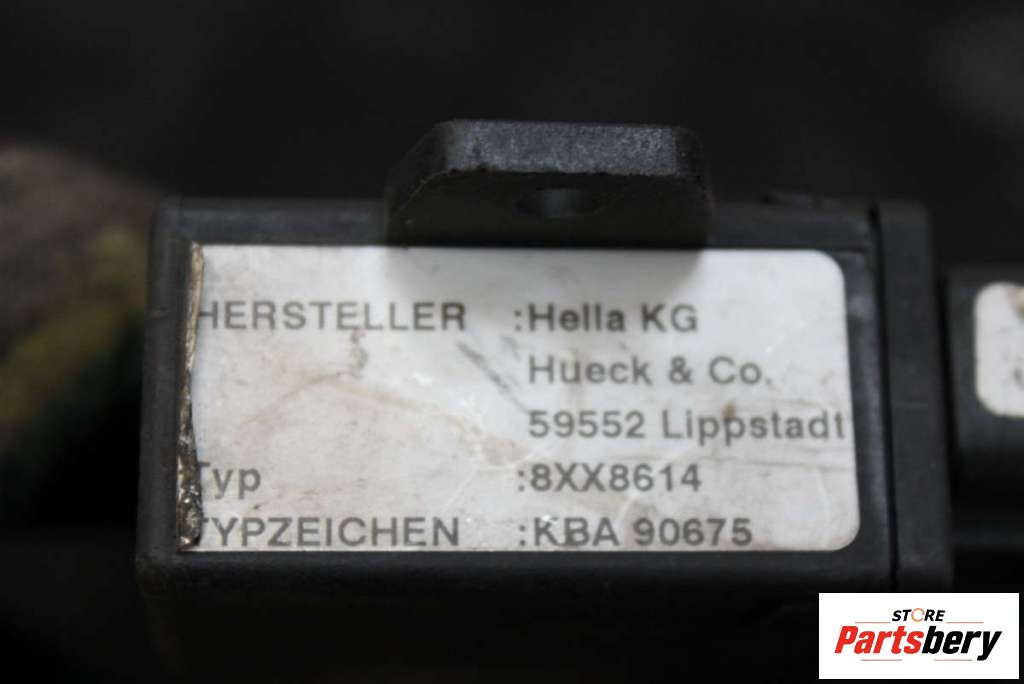 HERSTELLER :Hella KG
Hueck & Co.
59552 Lippstadt
Typ :8XX8614
TYPZEICHEN :KBA 90675
STORE
Partsbery